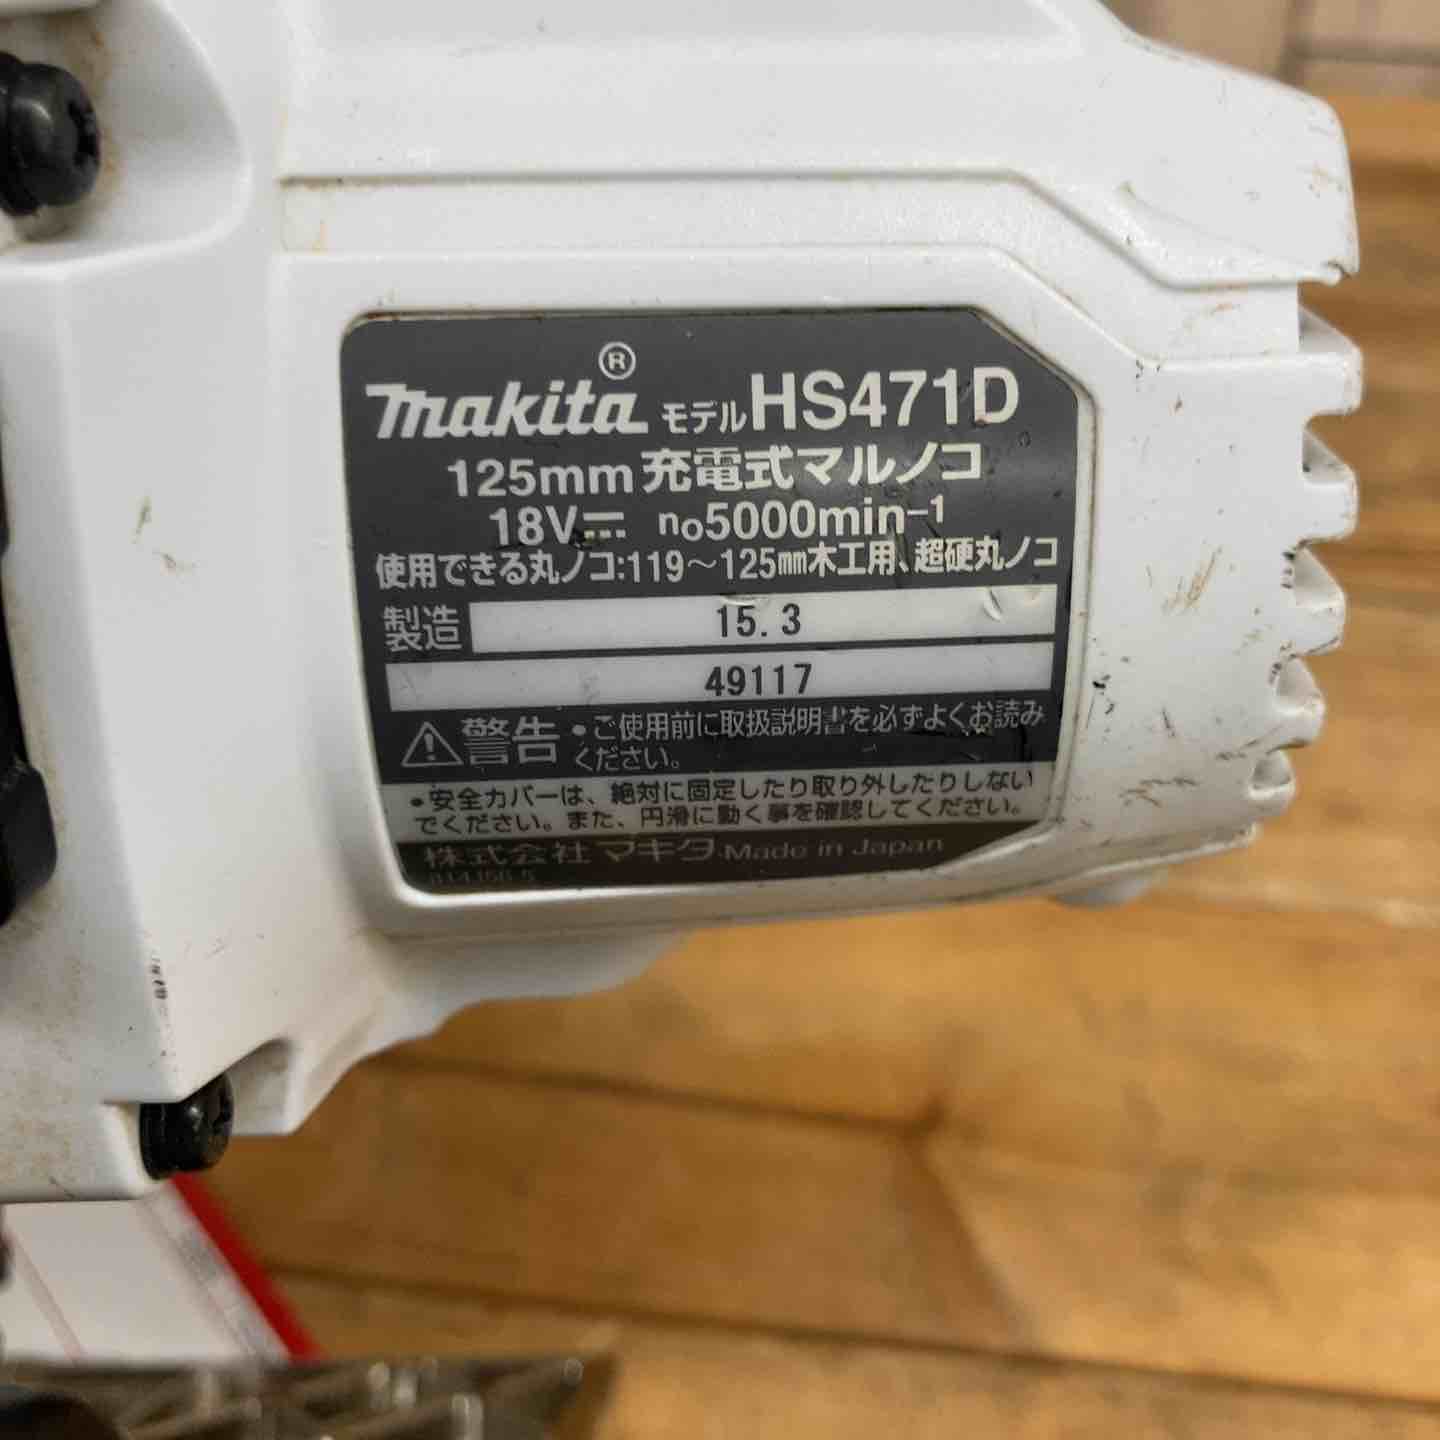 makita® モデル HS471D
125mm 充電式マルノコ
18V⎓ n₀5000min⁻¹
使用できる丸ノコ:119～125㎜木工用、超硬丸ノコ
製造 15.3
49117
⚠警告 •ご使用前に取扱説明書を必ずよくお読み
ください。
•安全カバーは、絶対に固定したり取り外したりしない
でください。また、円滑に動く事を確認してください。
株式会社 マキタ Made in Japan